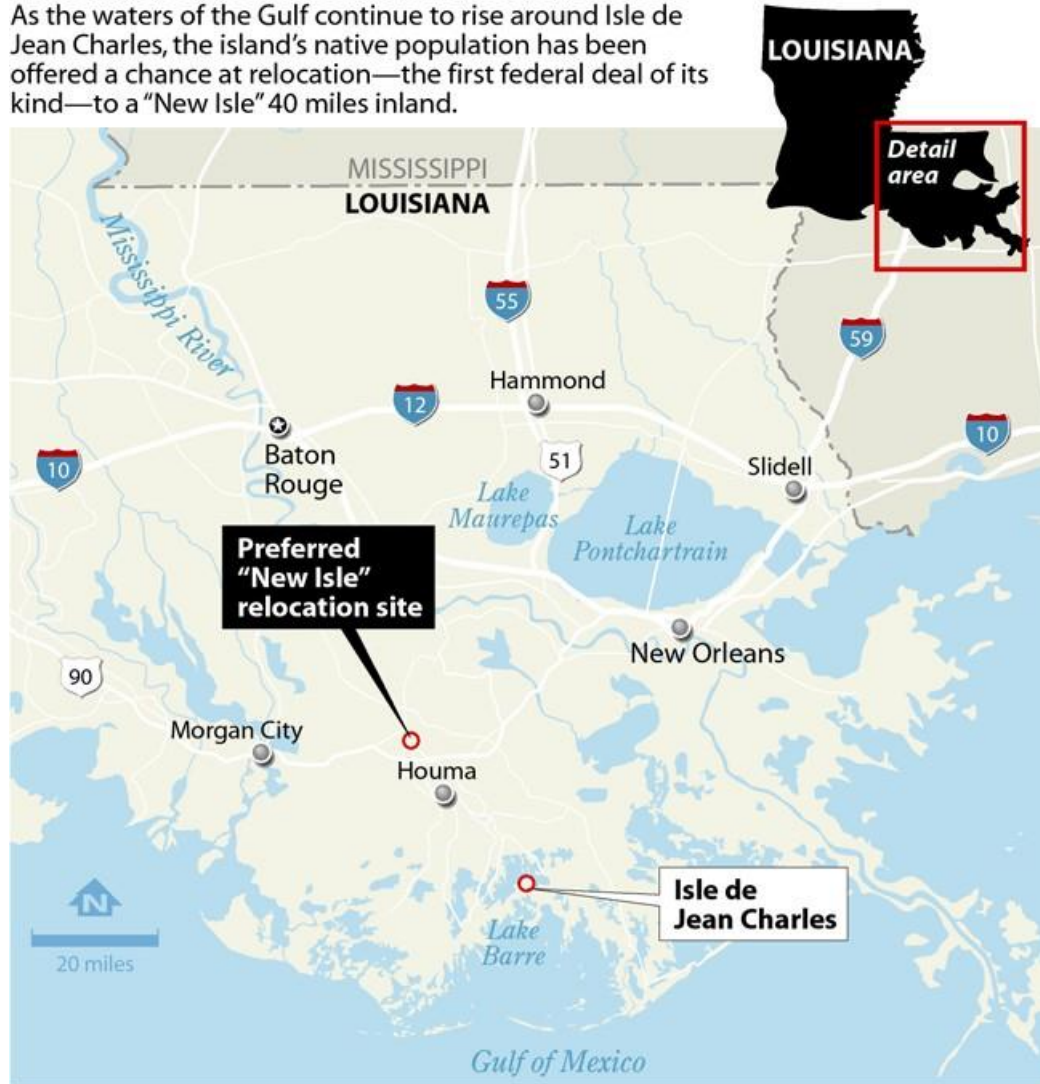 As the waters of the Gulf continue to rise around Isle de
Jean Charles, the island’s native population has been
offered a chance at relocation—the first federal deal of its
kind—to a “New Isle” 40 miles inland.
LOUISIANA
Detail
area
MISSISSIPPI
LOUISIANA
Mississippi River
55
59
Hammond
12
10
Baton
Rouge
51
Slidell
10
Lake
Maurepas
Lake
Pontchartrain
Preferred
“New Isle”
relocation site
New Orleans
90
Morgan City
Houma
Isle de
Jean Charles
N
20 miles
Lake
Barre
Gulf of Mexico